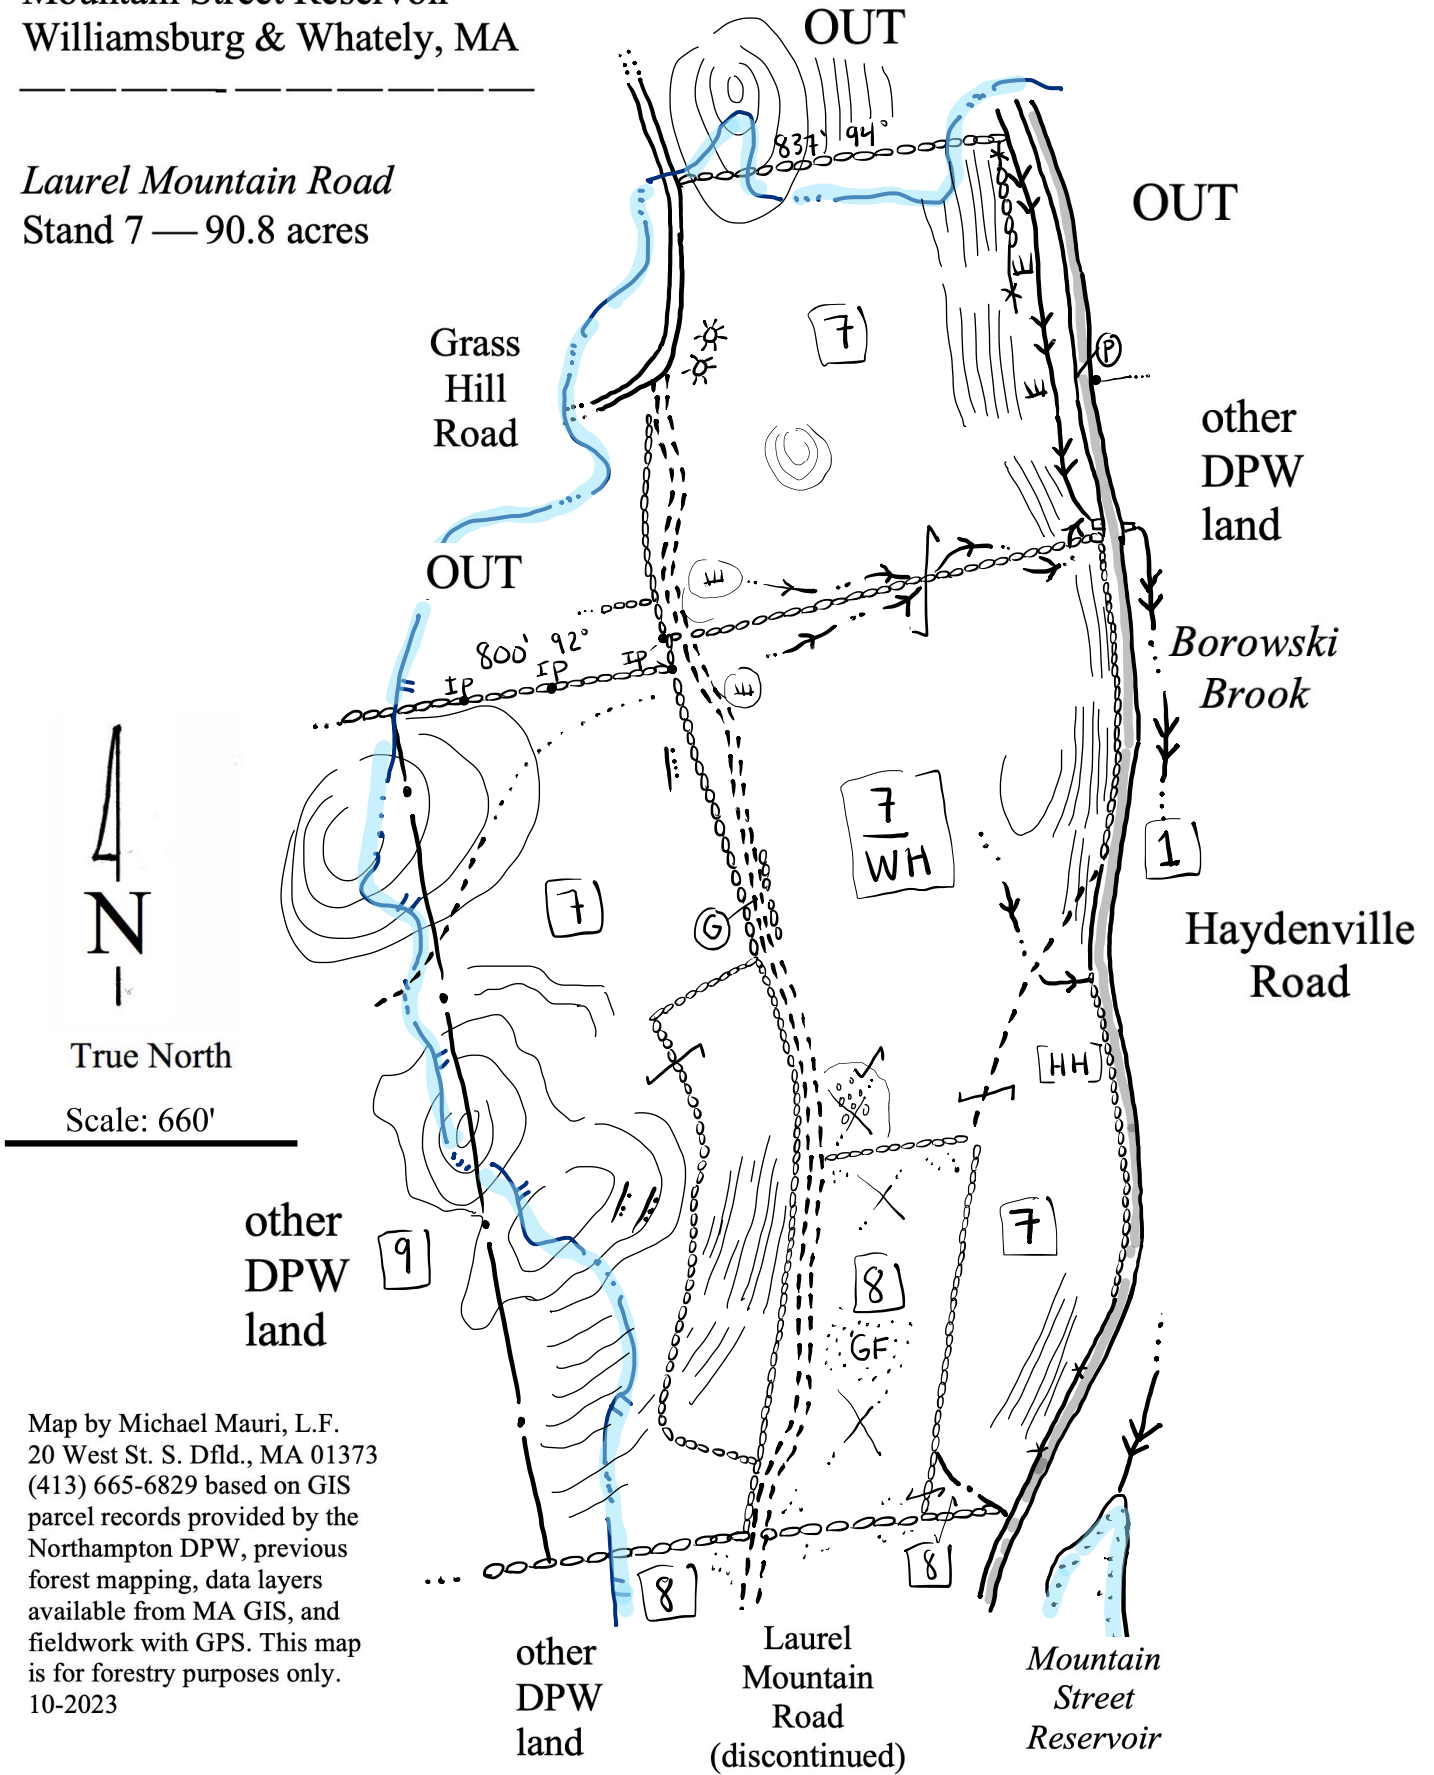 Mountain Street Reservoir
Williamsburg & Whately, MA
Laurel Mountain Road
Stand 7 — 90.8 acres
OUT
837' 94°
OUT
7
Grass
Hill
Road
P
other
DPW
land
E
E
OUT
E
800' 92°
IP
IP
IP
E
Borowski
Brook
7
WH
1
7
G
N
True North
Scale: 660'
Haydenville
Road
HH
other
DPW
land
9
7
8
GF
Map by Michael Mauri, L.F.
20 West St. S. Dfld., MA 01373
(413) 665-6829 based on GIS
parcel records provided by the
Northampton DPW, previous
forest mapping, data layers
available from MA GIS, and
fieldwork with GPS. This map
is for forestry purposes only.
10-2023
8
8
other
DPW
land
Laurel
Mountain
Road
(discontinued)
Mountain
Street
Reservoir